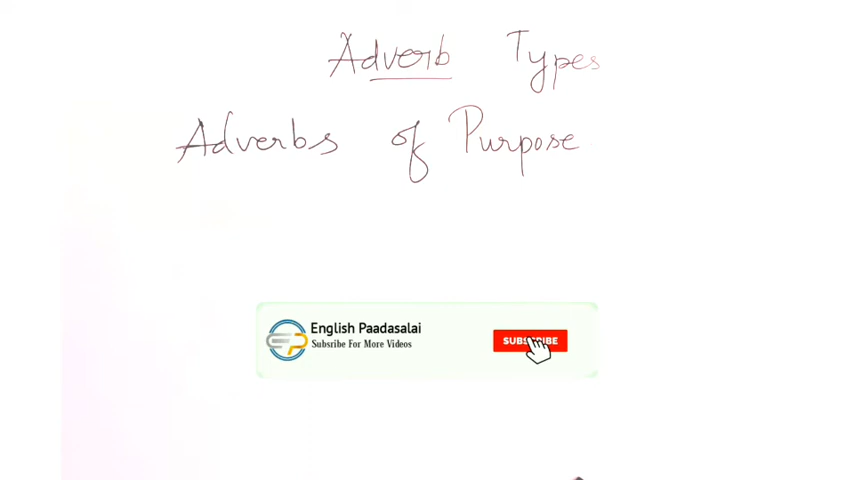 Adverb Types
Adverbs of Purpose
English Paadasalai
Subsribe For More Videos
SUBSCRIBE